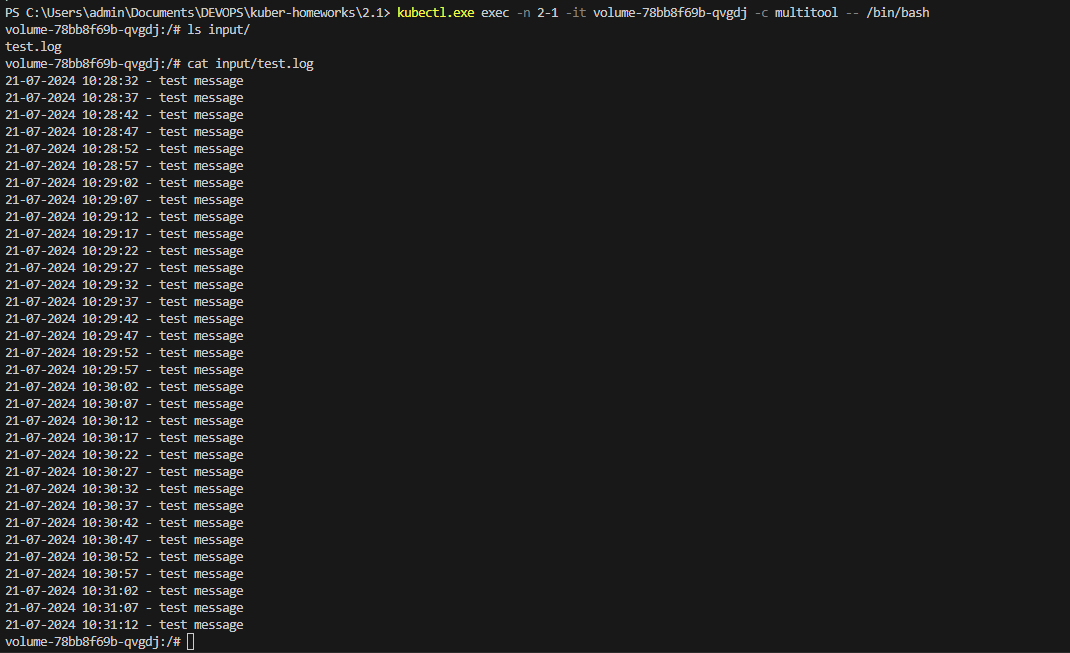 PS C:\Users\admin\Documents\DEVOPS\kuber-homeworks\2.1> kubectl.exe exec -n 2-1 -it volume-78bb8f69b-qvgdj -c multitool -- /bin/bash
volume-78bb8f69b-qvgdj:/# ls input/
test.log
volume-78bb8f69b-qvgdj:/# cat input/test.log
21-07-2024 10:28:32 - test message
21-07-2024 10:28:37 - test message
21-07-2024 10:28:42 - test message
21-07-2024 10:28:47 - test message
21-07-2024 10:28:52 - test message
21-07-2024 10:28:57 - test message
21-07-2024 10:29:02 - test message
21-07-2024 10:29:07 - test message
21-07-2024 10:29:12 - test message
21-07-2024 10:29:17 - test message
21-07-2024 10:29:22 - test message
21-07-2024 10:29:27 - test message
21-07-2024 10:29:32 - test message
21-07-2024 10:29:37 - test message
21-07-2024 10:29:42 - test message
21-07-2024 10:29:47 - test message
21-07-2024 10:29:52 - test message
21-07-2024 10:29:57 - test message
21-07-2024 10:30:02 - test message
21-07-2024 10:30:07 - test message
21-07-2024 10:30:12 - test message
21-07-2024 10:30:17 - test message
21-07-2024 10:30:22 - test message
21-07-2024 10:30:27 - test message
21-07-2024 10:30:32 - test message
21-07-2024 10:30:37 - test message
21-07-2024 10:30:42 - test message
21-07-2024 10:30:47 - test message
21-07-2024 10:30:52 - test message
21-07-2024 10:30:57 - test message
21-07-2024 10:31:02 - test message
21-07-2024 10:31:07 - test message
21-07-2024 10:31:12 - test message
volume-78bb8f69b-qvgdj:/#